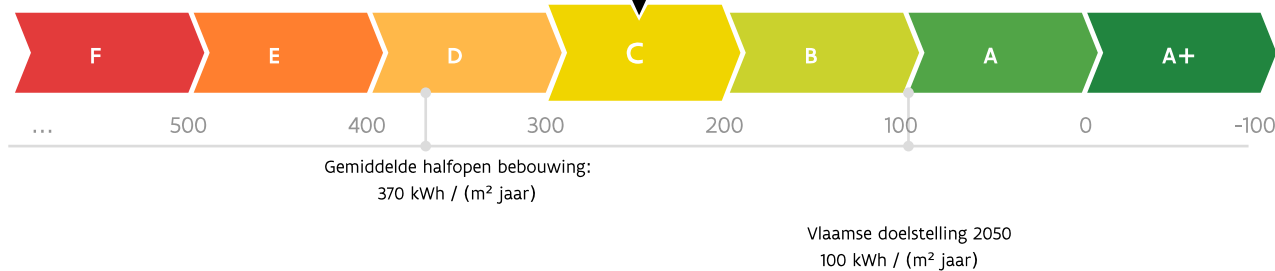 F E D C B A A+
... 500 400 300 200 100 0 -100
Gemiddelde halfopen bebouwing:
370 kWh / (m² jaar)
Vlaamse doelstelling 2050
100 kWh / (m² jaar)